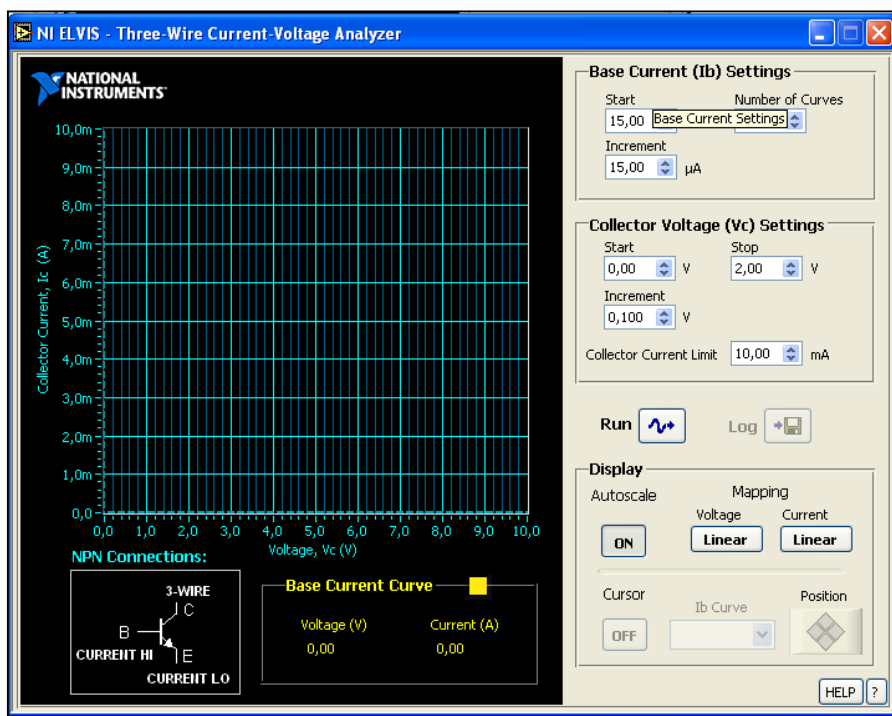 NI ELVIS - Three-Wire Current-Voltage Analyzer
NATIONAL
INSTRUMENTS
10,0m
9,0m
8,0m
7,0m
6,0m
5,0m
4,0m
3,0m
2,0m
1,0m
0,0
Collector Current, Ic (A)
0,0 1,0 2,0 3,0 4,0 5,0 6,0 7,0 8,0 9,0 10,0
Voltage, Vc (V)
NPN Connections:
3-WIRE
C
B
CURRENT HI
E
CURRENT LO
Base Current Curve
Voltage (V) Current (A)
0,00 0,00
Base Current (Ib) Settings
Start Number of Curves
15,00 Base Current Settings
Increment
15,00 µA
Collector Voltage (Vc) Settings
Start Stop
0,00 V 2,00 V
Increment
0,100 V
Collector Current Limit 10,00 mA
Run Log
Display
Autoscale Mapping
Voltage Current
ON Linear Linear
Cursor Ib Curve Position
OFF
HELP ?